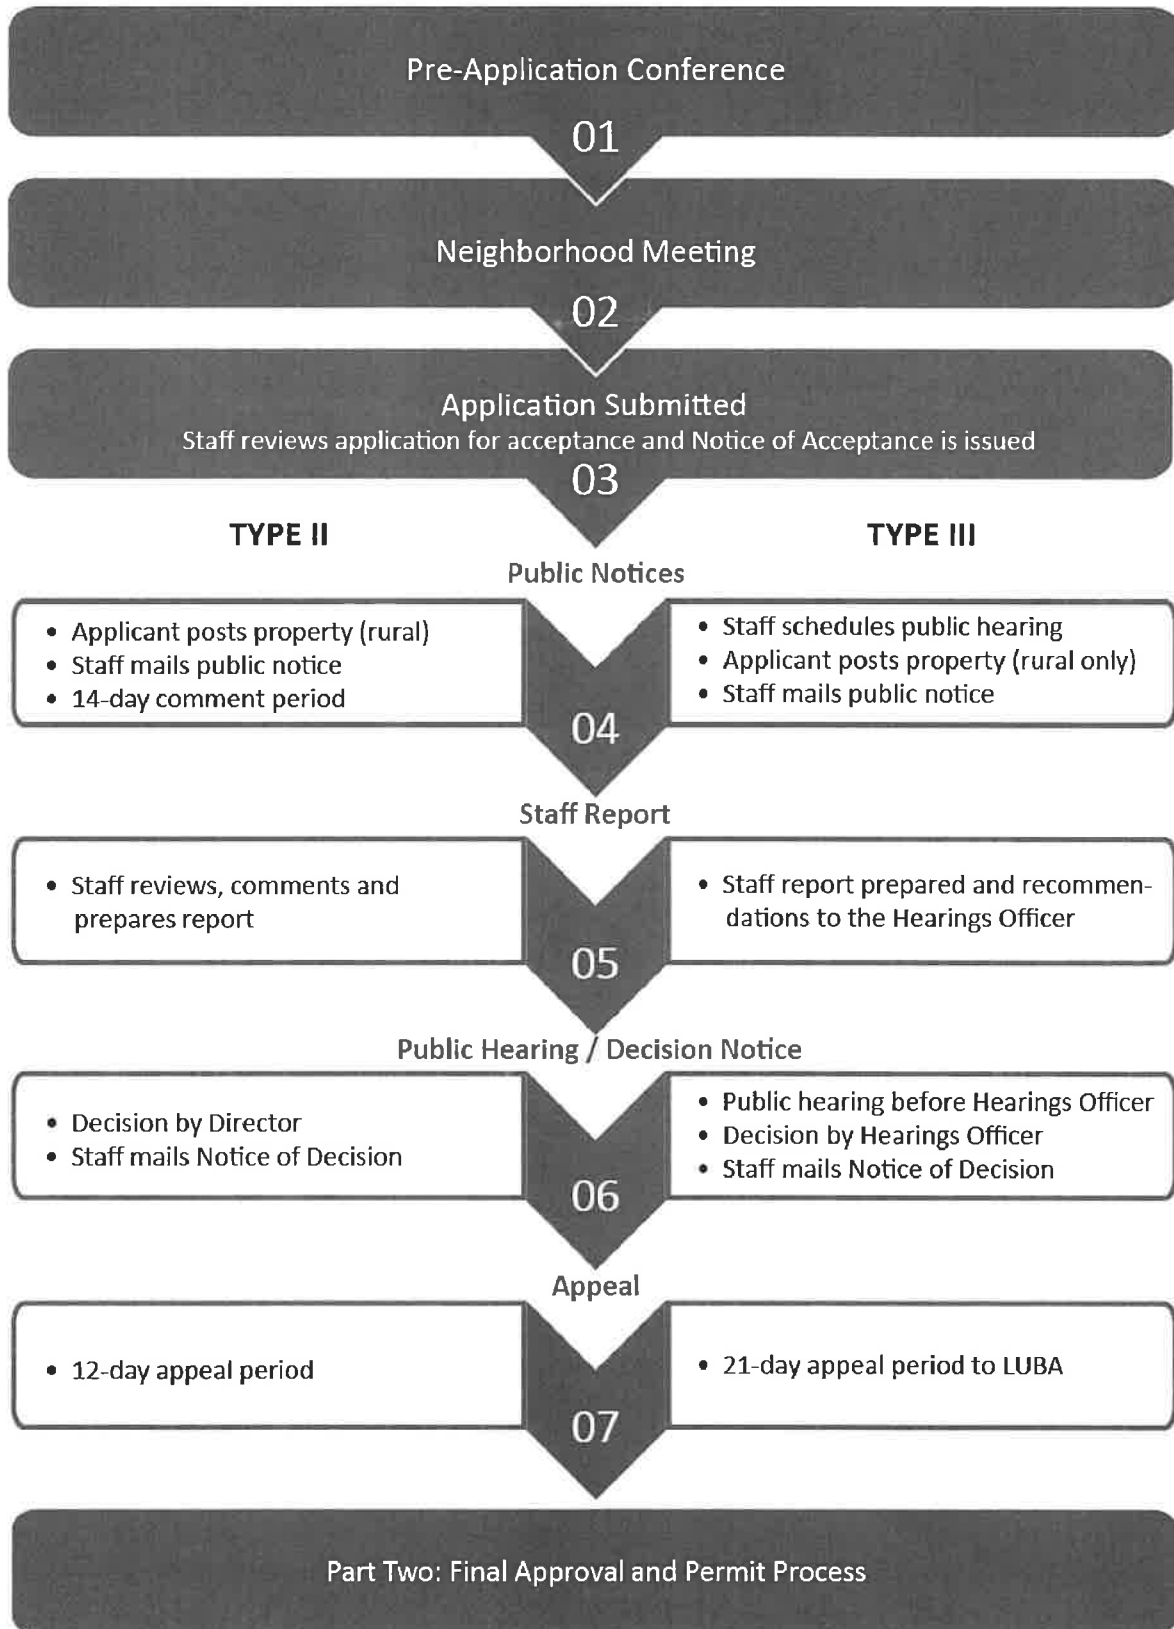 Pre-Application Conference
01
Neighborhood Meeting
02
Application Submitted
Staff reviews application for acceptance and Notice of Acceptance is issued
03
TYPE II
TYPE III
Public Notices
• Applicant posts property (rural)
• Staff mails public notice
• 14-day comment period
04
• Staff schedules public hearing
• Applicant posts property (rural only)
• Staff mails public notice
Staff Report
• Staff reviews, comments and
prepares report
05
• Staff report prepared and recommen-
dations to the Hearings Officer
Public Hearing / Decision Notice
• Decision by Director
• Staff mails Notice of Decision
06
• Public hearing before Hearings Officer
• Decision by Hearings Officer
• Staff mails Notice of Decision
Appeal
• 12-day appeal period
07
• 21-day appeal period to LUBA
Part Two: Final Approval and Permit Process